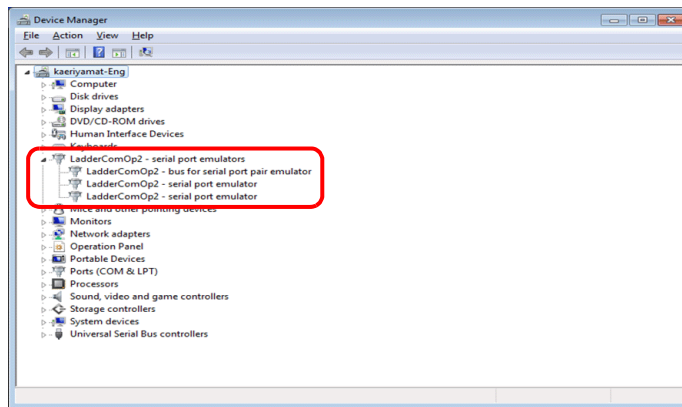 Device Manager
File Action View Help
kaeriyamat-Eng
Computer
Disk drives
Display adapters
DVD/CD-ROM drives
Human Interface Devices
Keyboards
LadderComOp2 - serial port emulators
LadderComOp2 - bus for serial port pair emulator
LadderComOp2 - serial port emulator
LadderComOp2 - serial port emulator
Mice and other pointing devices
Monitors
Network adapters
Operation Panel
Portable Devices
Ports (COM & LPT)
Processors
Sound, video and game controllers
Storage controllers
System devices
Universal Serial Bus controllers